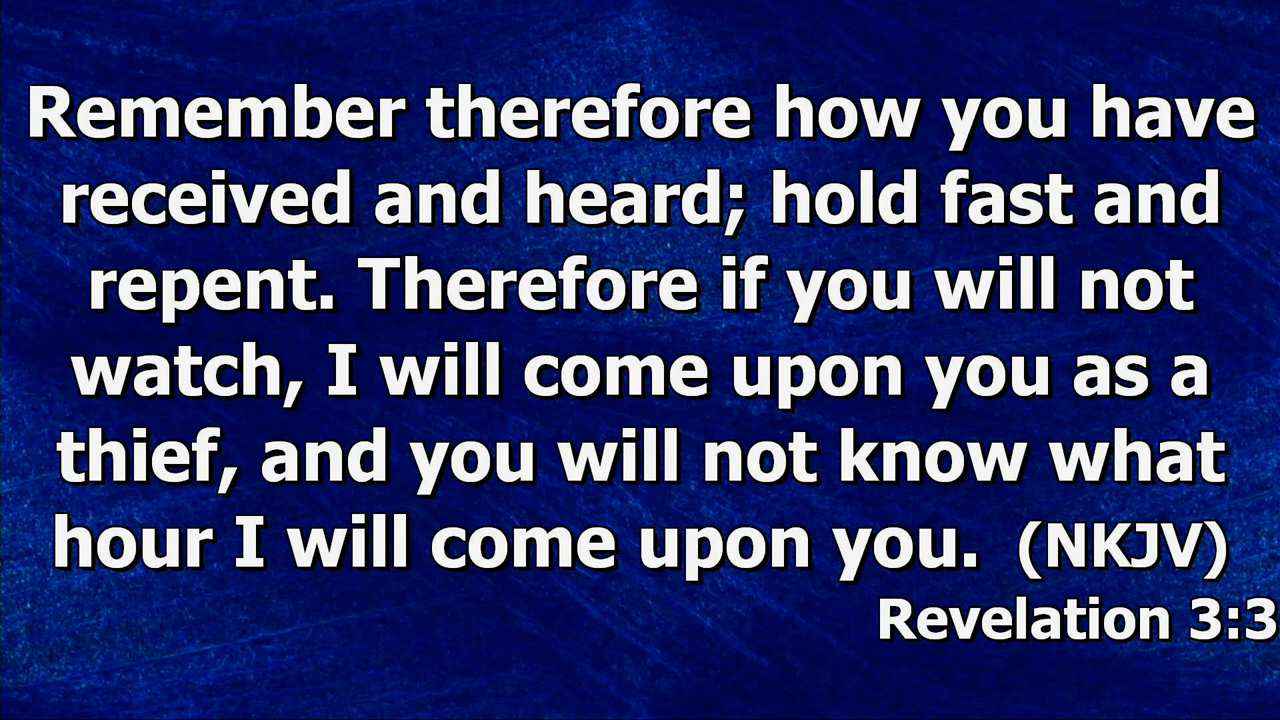 Remember therefore how you have
received and heard; hold fast and
repent. Therefore if you will not
watch, I will come upon you as a
thief, and you will not know what
hour I will come upon you.  (NKJV)
Revelation 3:3